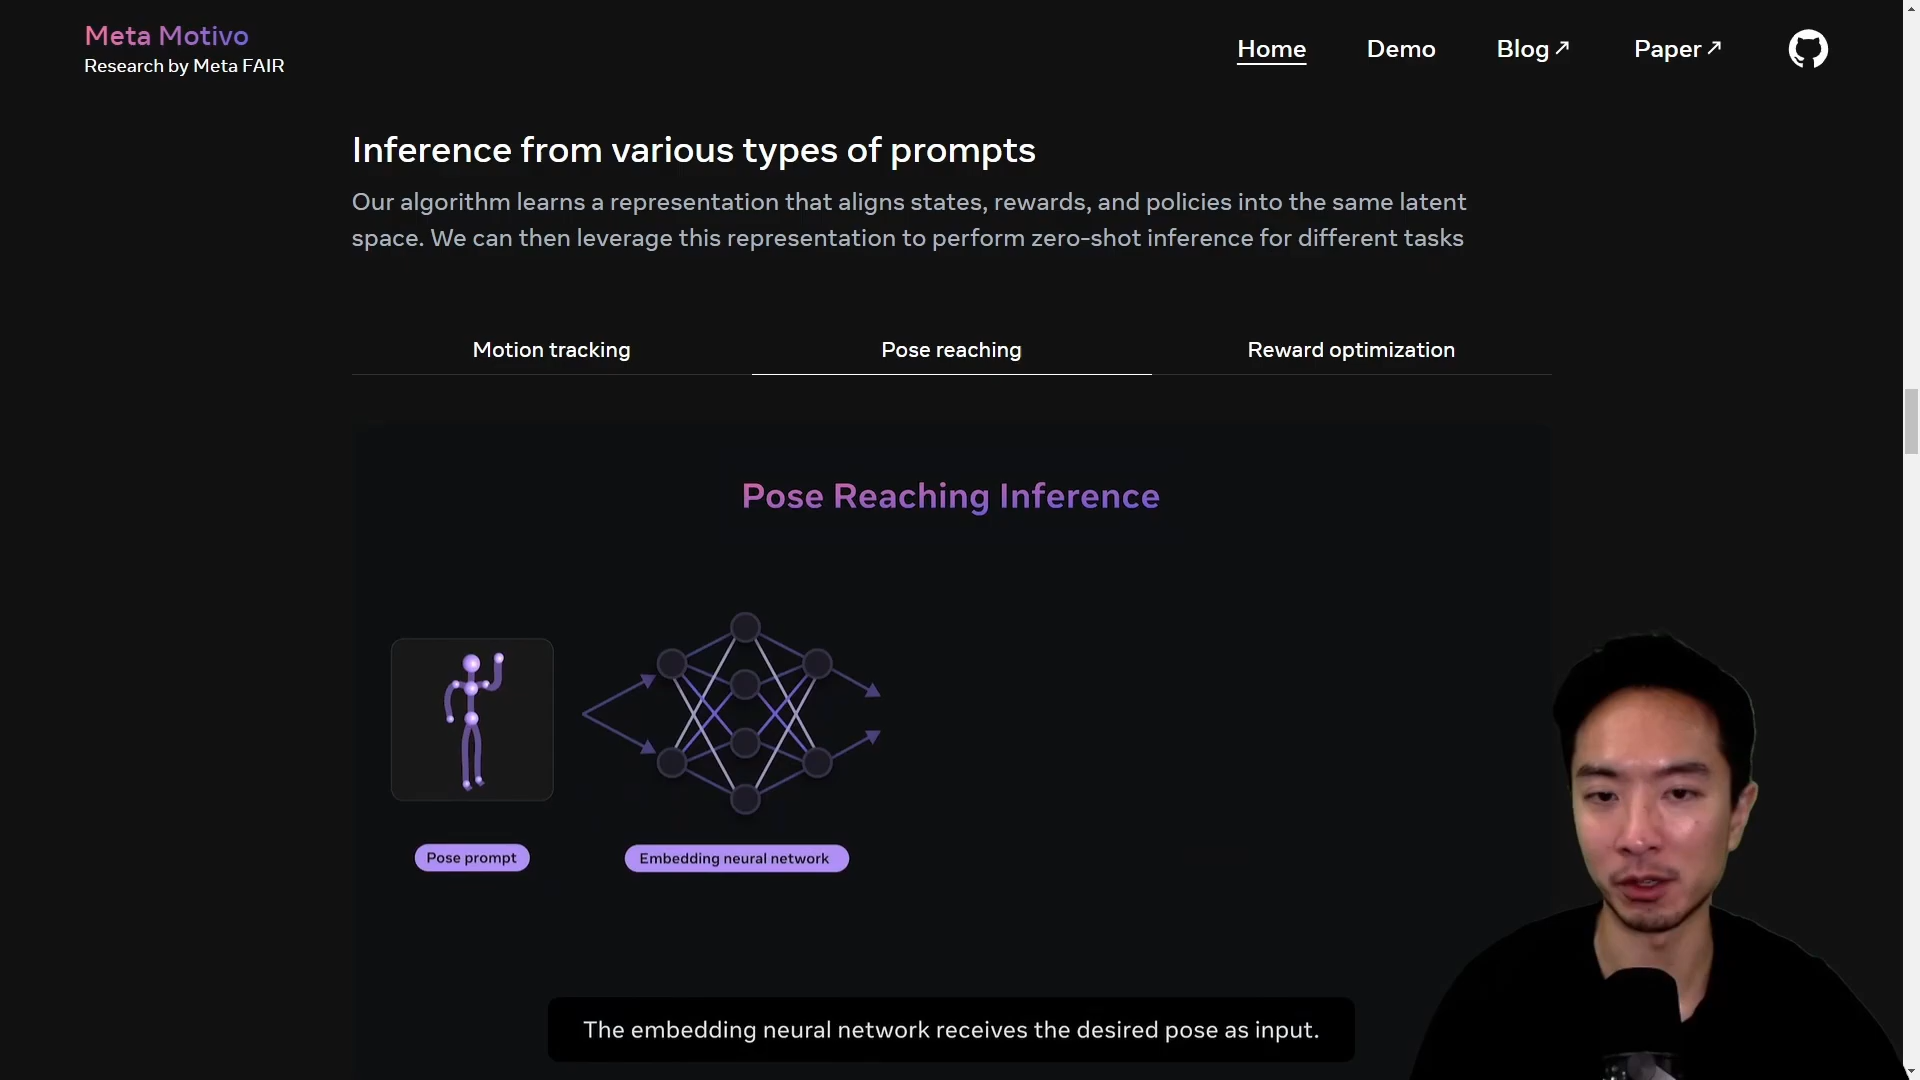 Meta Motivo
Research by Meta FAIR
Home
Demo
Blog
Paper
Inference from various types of prompts
Our algorithm learns a representation that aligns states, rewards, and policies into the same latent
space. We can then leverage this representation to perform zero-shot inference for different tasks
Motion tracking
Pose reaching
Reward optimization
Pose Reaching Inference
Pose prompt
Embedding neural network
The embedding neural network receives the desired pose as input.